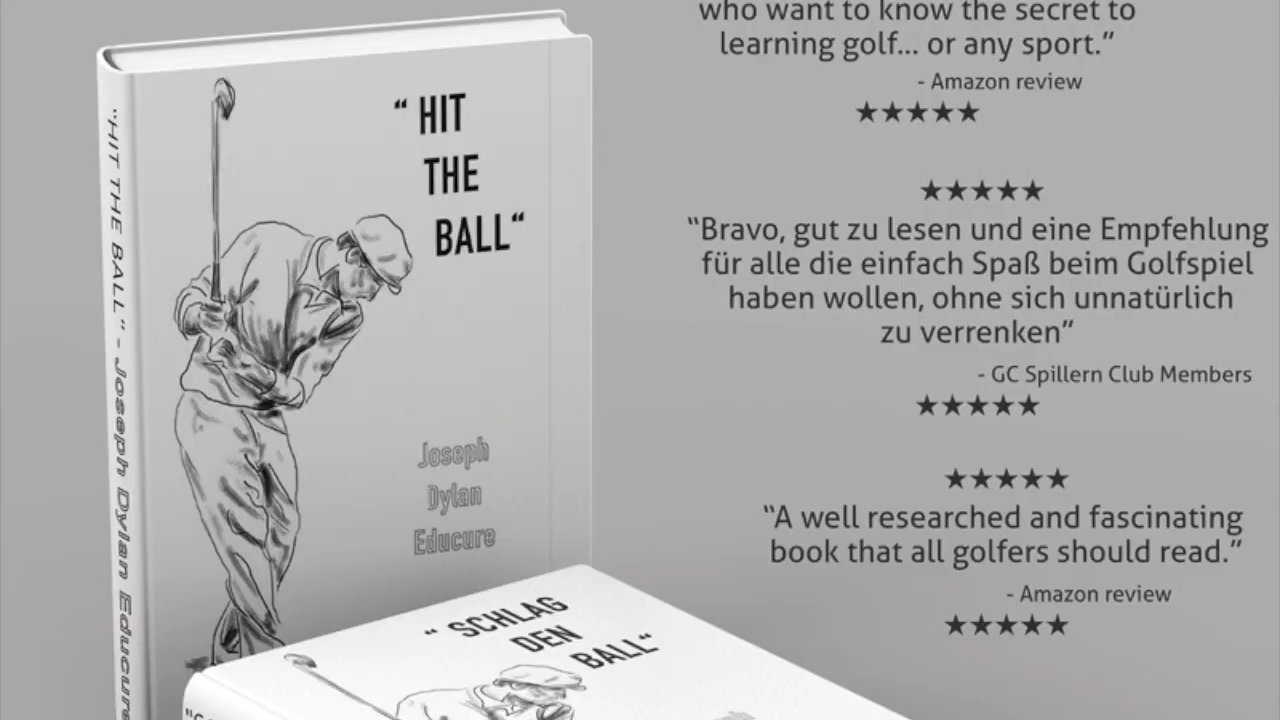 who want to know the secret to
learning golf... or any sport.”
- Amazon review
★★★★★
★★★★★
“Bravo, gut zu lesen und eine Empfehlung
für alle die einfach Spaß beim Golfspiel
haben wollen, ohne sich unnatürlich
zu verrenken”
- GC Spillern Club Members
★★★★★
★★★★★
“A well researched and fascinating
book that all golfers should read.”
- Amazon review
★★★★★
“ HIT
THE
BALL“
Joseph
Dylan
Educure
"HIT THE BALL" - Joseph Dylan Educure
“ SCHLAG
DEN
BALL“